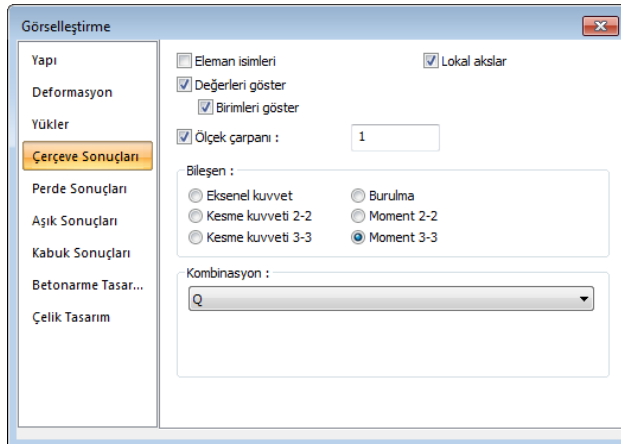 Görselleştirme
Yapı
Deformasyon
Yükler
Çerçeve Sonuçları
Perde Sonuçları
Aşık Sonuçları
Kabuk Sonuçları
Betonarme Tasar...
Çelik Tasarım
Eleman isimleri
Lokal akslar
Değerleri göster
Birimleri göster
Ölçek çarpanı :
1
Bileşen :
Eksenel kuvvet
Burulma
Kesme kuvveti 2-2
Moment 2-2
Kesme kuvveti 3-3
Moment 3-3
Kombinasyon :
Q